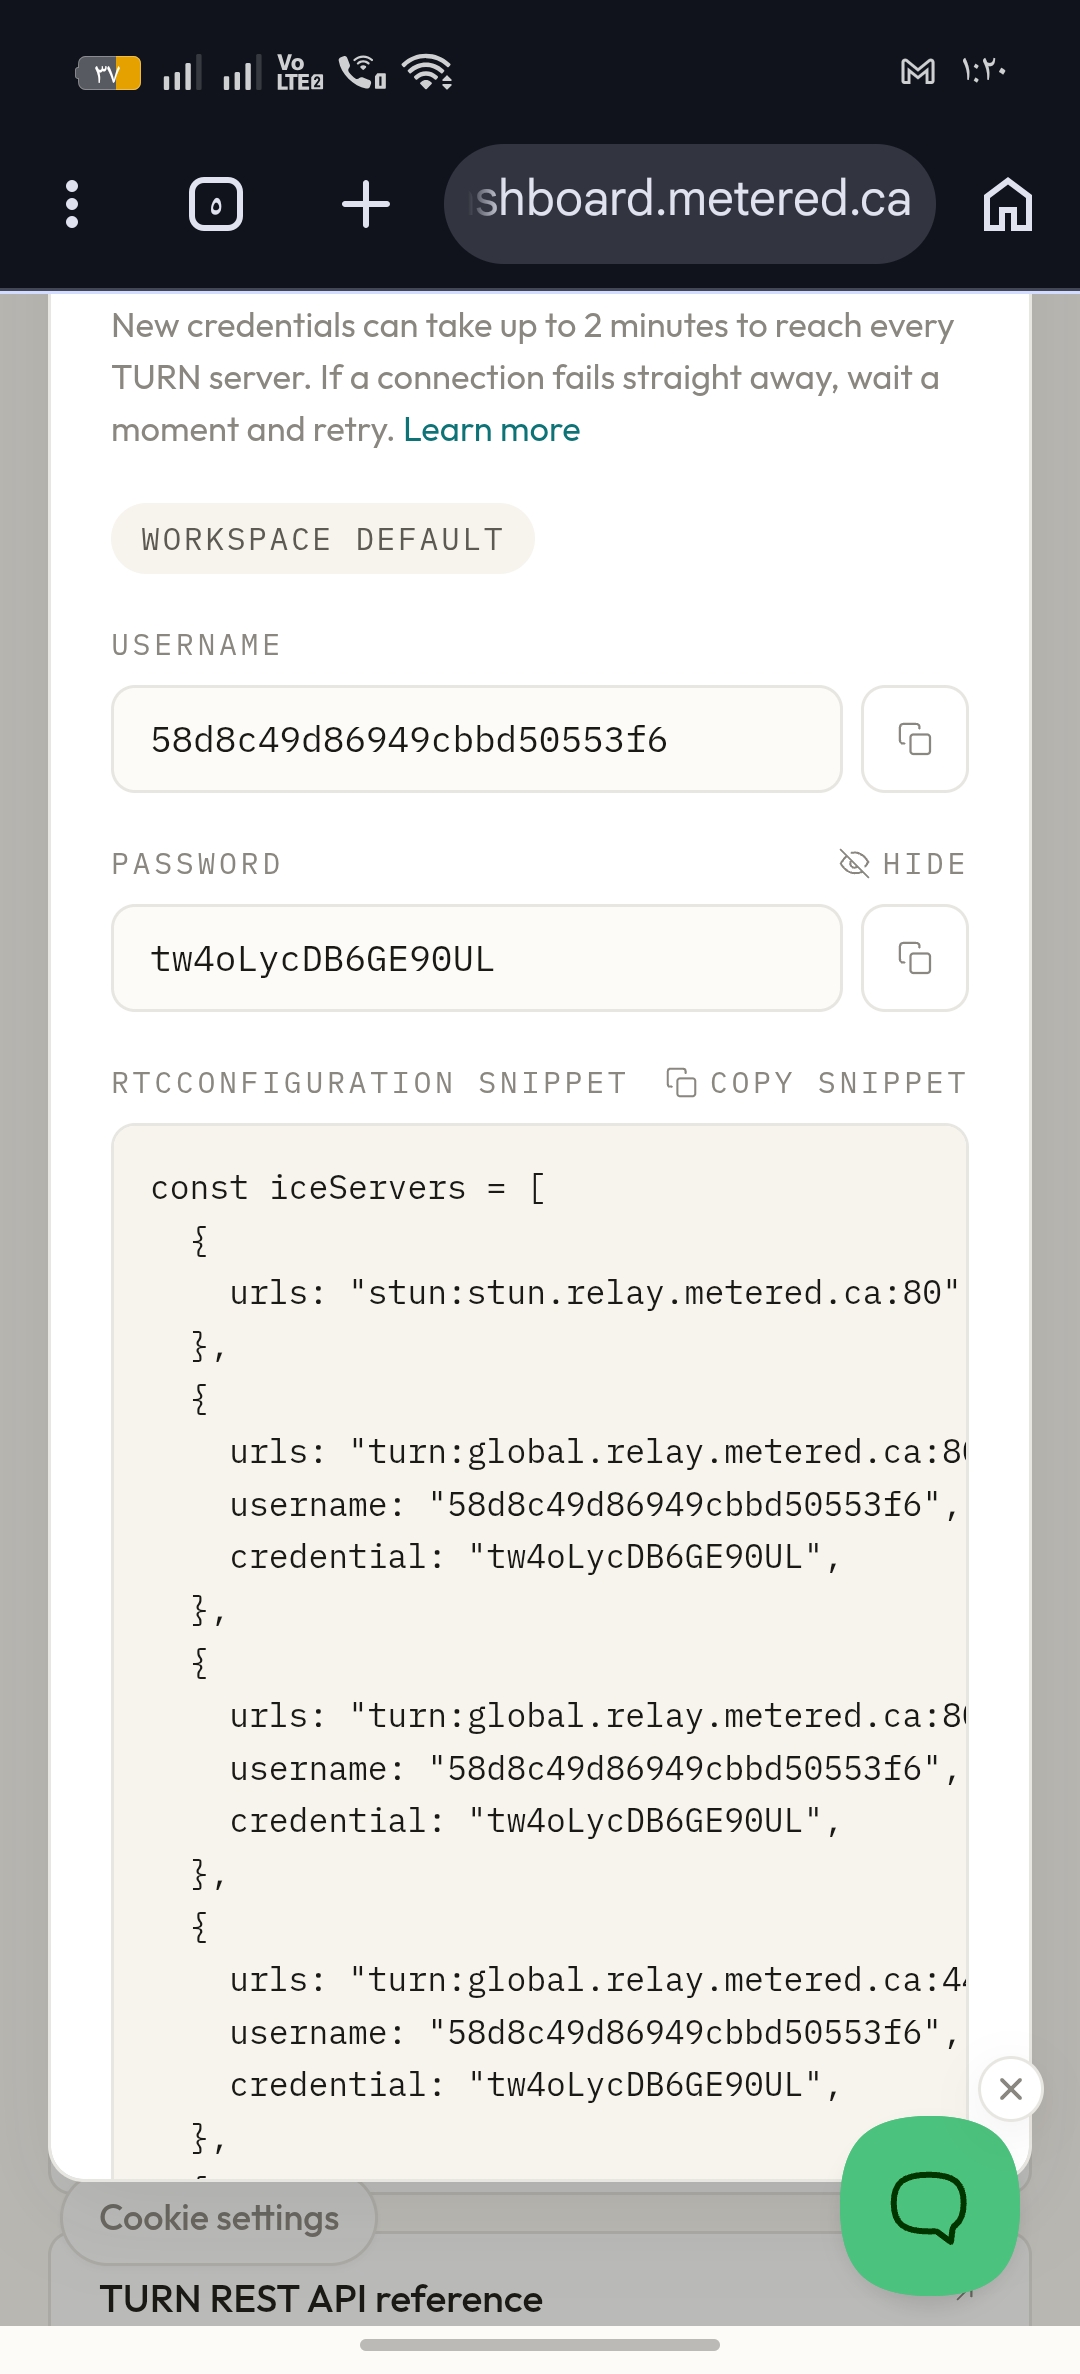 ٣٧
Vo
LTE2
١:٢٠
٥
shboard.metered.ca
New credentials can take up to 2 minutes to reach every
TURN server. If a connection fails straight away, wait a
moment and retry. Learn more
WORKSPACE DEFAULT
USERNAME
58d8c49d86949cbbd50553f6
PASSWORD
HIDE
tw4oLycDB6GE90UL
RTCCONFIGURATION SNIPPET
COPY SNIPPET
const iceServers = [
  {
    urls: "stun:stun.relay.metered.ca:80"
  },
  {
    urls: "turn:global.relay.metered.ca:80
    username: "58d8c49d86949cbbd50553f6",
    credential: "tw4oLycDB6GE90UL",
  },
  {
    urls: "turn:global.relay.metered.ca:80
    username: "58d8c49d86949cbbd50553f6",
    credential: "tw4oLycDB6GE90UL",
  },
  {
    urls: "turn:global.relay.metered.ca:44
    username: "58d8c49d86949cbbd50553f6",
    credential: "tw4oLycDB6GE90UL",
  },
Cookie settings
TURN REST API reference